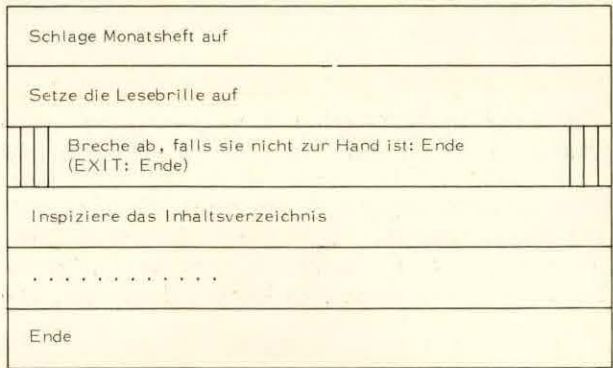 Schlage Monatsheft auf
Setze die Lesebrille auf
Breche ab, falls sie nicht zur Hand ist: Ende
(EXIT: Ende)
Inspiziere das Inhaltsverzeichnis
. . . . . . . . . . . .
Ende